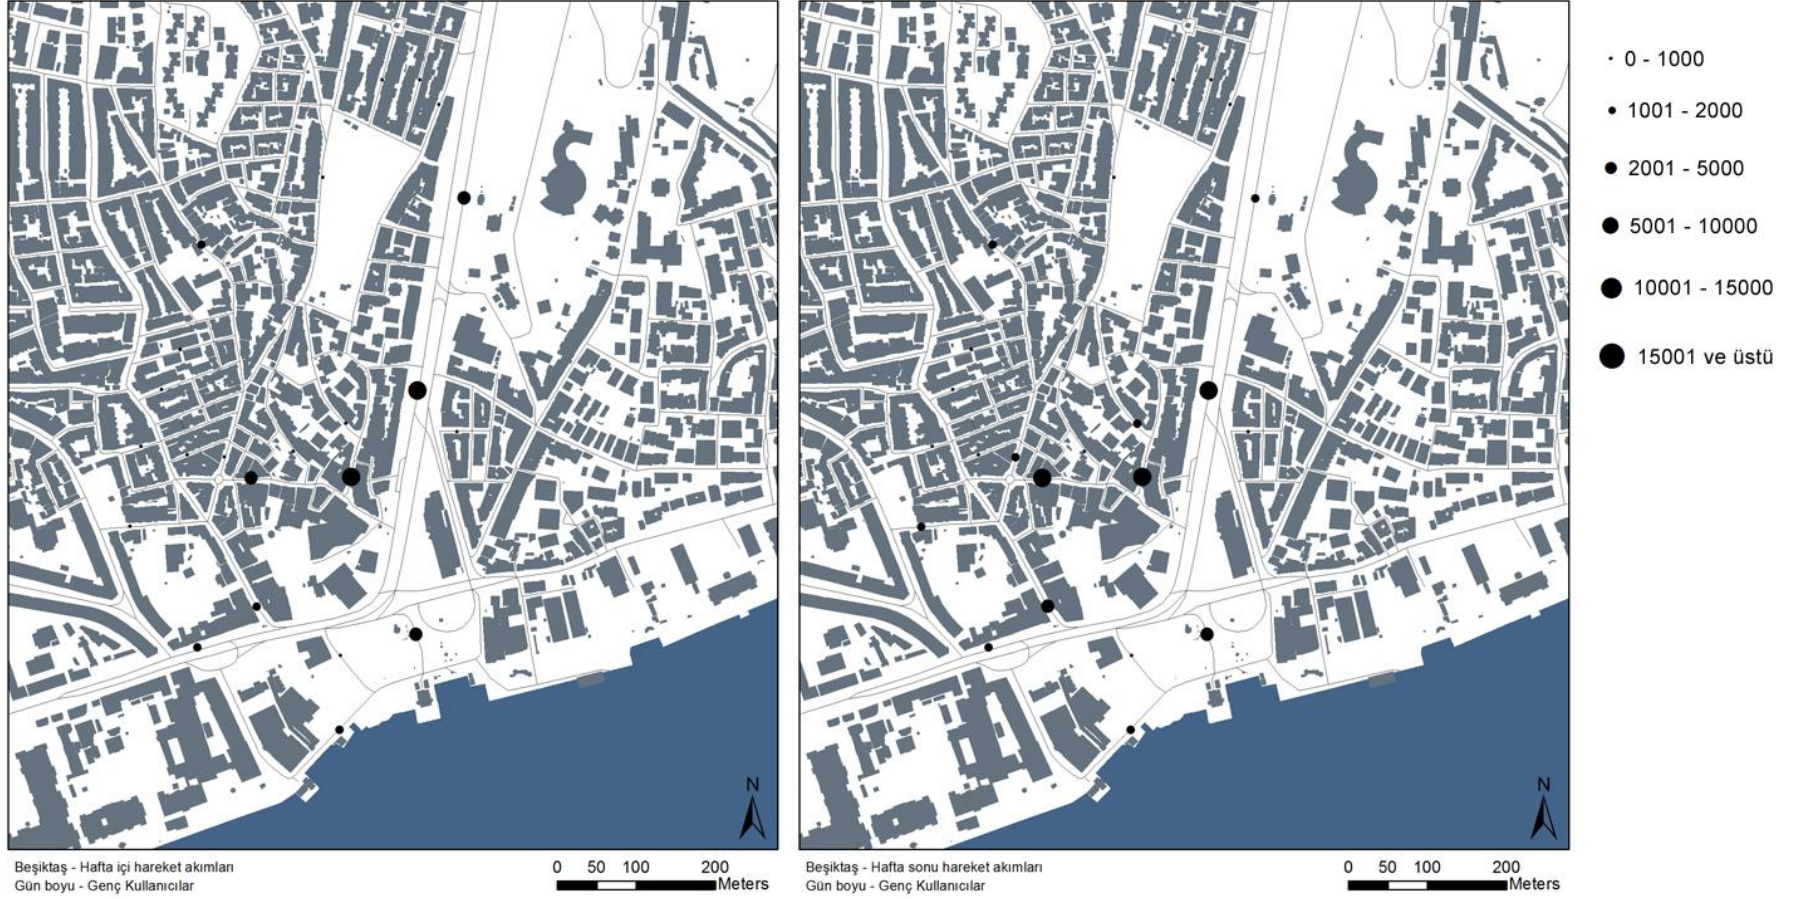 0 - 1000
1001 - 2000
2001 - 5000
5001 - 10000
10001 - 15000
15001 ve üstü
N
Beşiktaş - Hafta içi hareket akımları
Gün boyu - Genç Kullanıcılar
0 50 100 200
Meters
N
Beşiktaş - Hafta sonu hareket akımları
Gün boyu - Genç Kullanıcılar
0 50 100 200
Meters